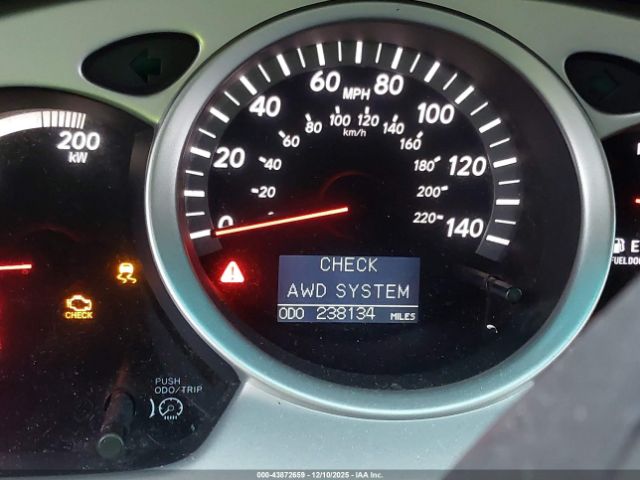 200
kW
0
20
40
60
80
100
120
140
MPH
20
40
60
80
100
120
140
160
180
200
220
km/h
CHECK
AWD SYSTEM
ODO 238134 MILES
CHECK
PUSH
ODO/TRIP
E
FUEL DOO
000-43872659 - 12/10/2025 - IAA Inc.